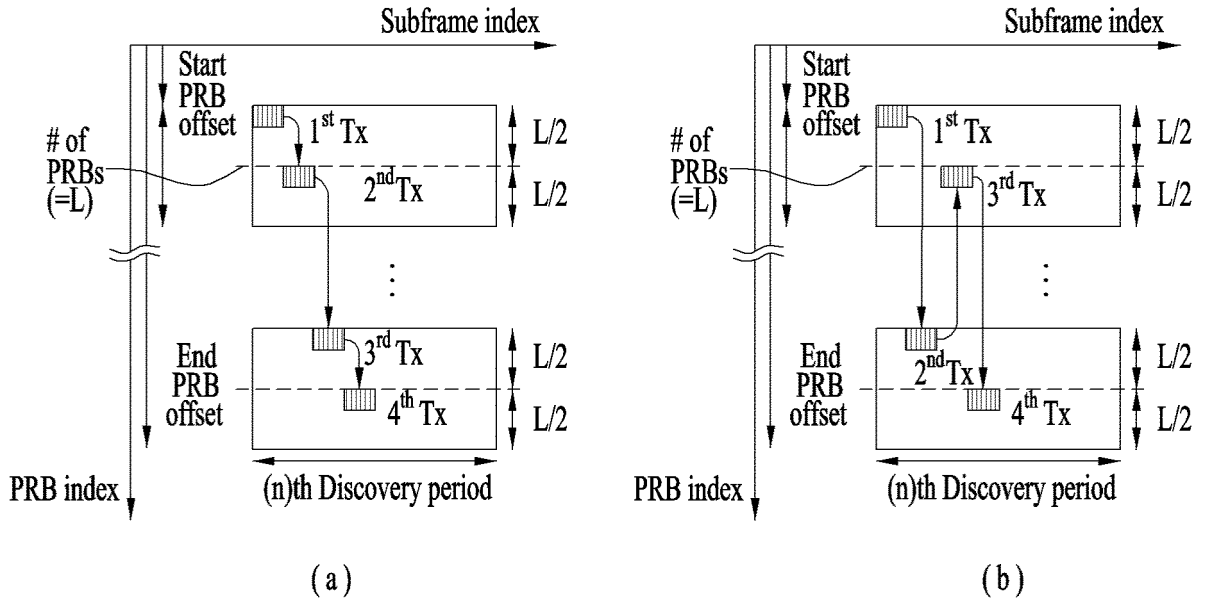 Subframe index
Start
PRB
offset
# of
PRBs
(=L)
1st Tx
2nd Tx
L/2
L/2
⋮
End
PRB
offset
3rd Tx
4th Tx
L/2
L/2
PRB index
(n)th Discovery period
( a )
Subframe index
Start
PRB
offset
# of
PRBs
(=L)
1st Tx
3rd Tx
L/2
L/2
⋮
End
PRB
offset
2nd Tx
4th Tx
L/2
L/2
PRB index
(n)th Discovery period
( b )